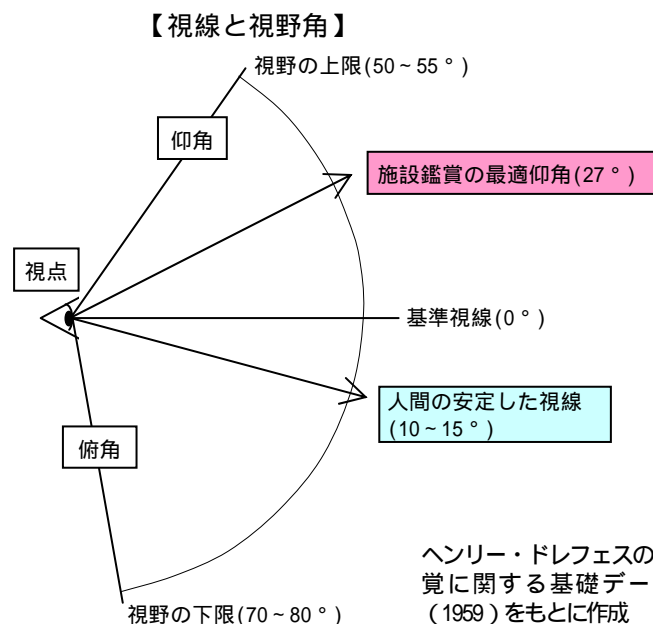 【視線と視野角】
視野の上限(50~55°)
仰角
施設鑑賞の最適仰角(27°)
視点
基準視線(0°)
人間の安定した視線
(10~15°)
俯角
ヘンリー・ドレフェスの
覚に関する基礎デー
(1959)をもとに作成
視野の下限(70~80°)